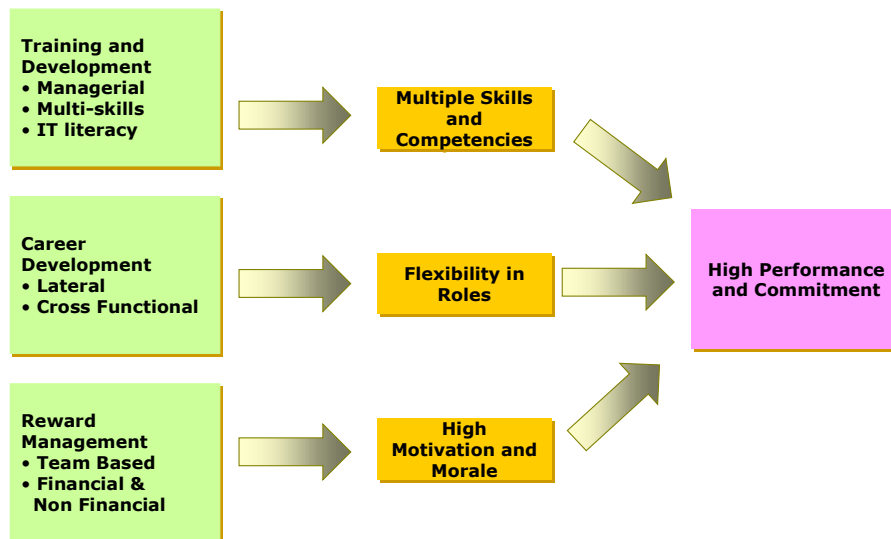 Training and
Development
• Managerial
• Multi-skills
• IT literacy
Multiple Skills
and
Competencies
Career
Development
• Lateral
• Cross Functional
Flexibility in
Roles
High Performance
and Commitment
Reward
Management
• Team Based
• Financial &
Non Financial
High
Motivation and
Morale